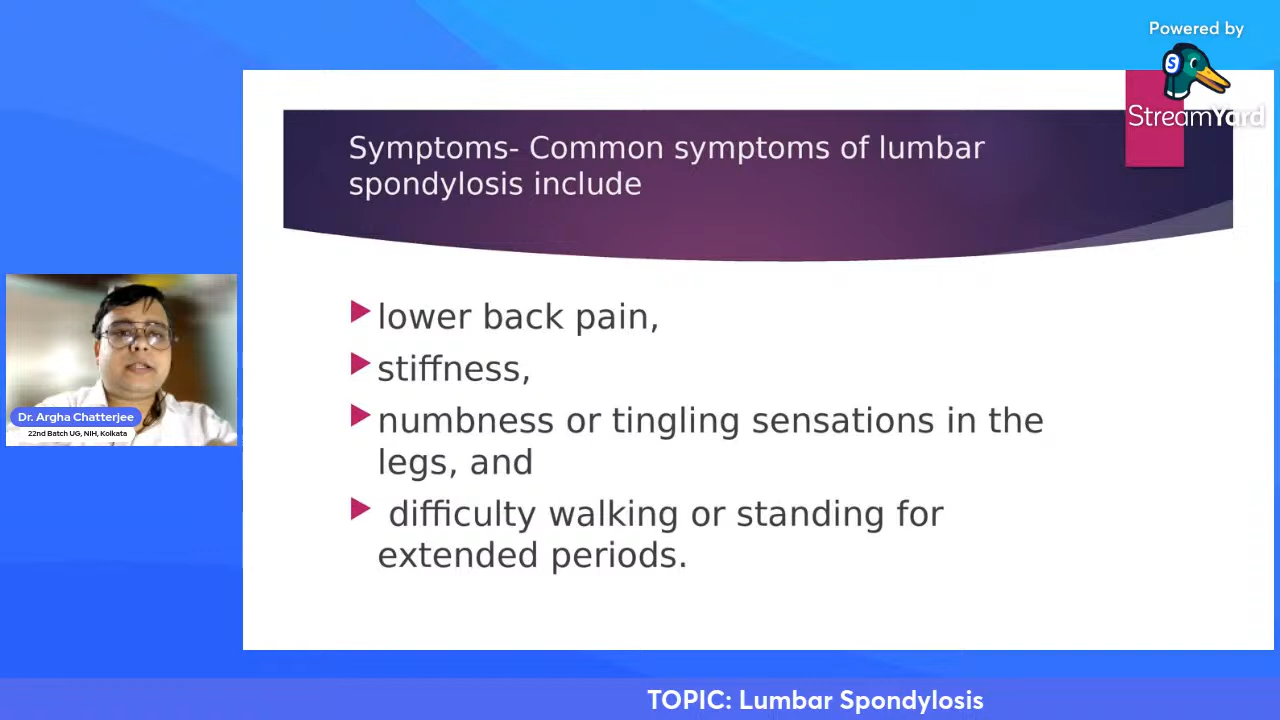 Powered by
StreamYard
Symptoms- Common symptoms of lumbar
spondylosis include
lower back pain,
stiffness,
numbness or tingling sensations in the
legs, and
difficulty walking or standing for
extended periods.
Dr. Argha Chatterjee
22nd Batch UG, NIH, Kolkata
TOPIC: Lumbar Spondylosis